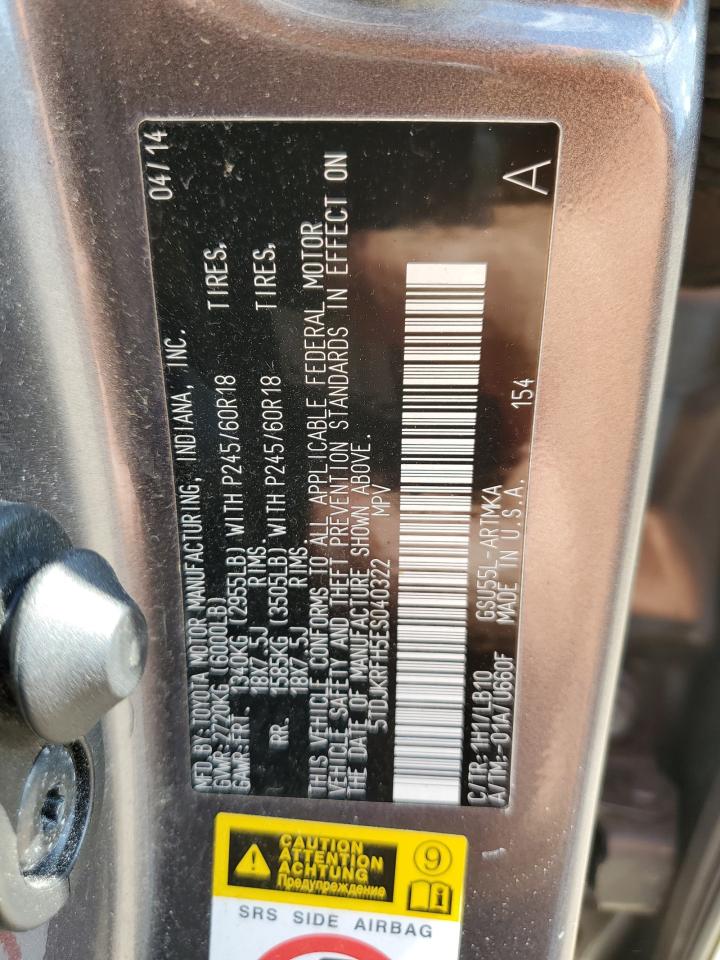 MFD. BY: TOYOTA MOTOR MANUFACTURING, INDIANA, INC. 04/14
GVWR: 2720KG (6000LB)
GAWR: FRT. 1340KG (2955LB) WITH P245/60R18 TIRES,
18X7.5J RIMS.
RR. 1585KG (3505LB) WITH P245/60R18 TIRES,
18X7.5J RIMS.
THIS VEHICLE CONFORMS TO ALL APPLICABLE FEDERAL MOTOR
VEHICLE SAFETY AND THEFT PREVENTION STANDARDS IN EFFECT ON
THE DATE OF MANUFACTURE SHOWN ABOVE.
5TDJKRFH5ES040322 MPV
C/TR: 1H1/LB10 GSU55L-ARTMKA 154
A/TM: -01A/U660F MADE IN U.S.A. A
CAUTION
ATTENTION
ACHTUNG
Предупреждение
9
SRS SIDE AIRBAG